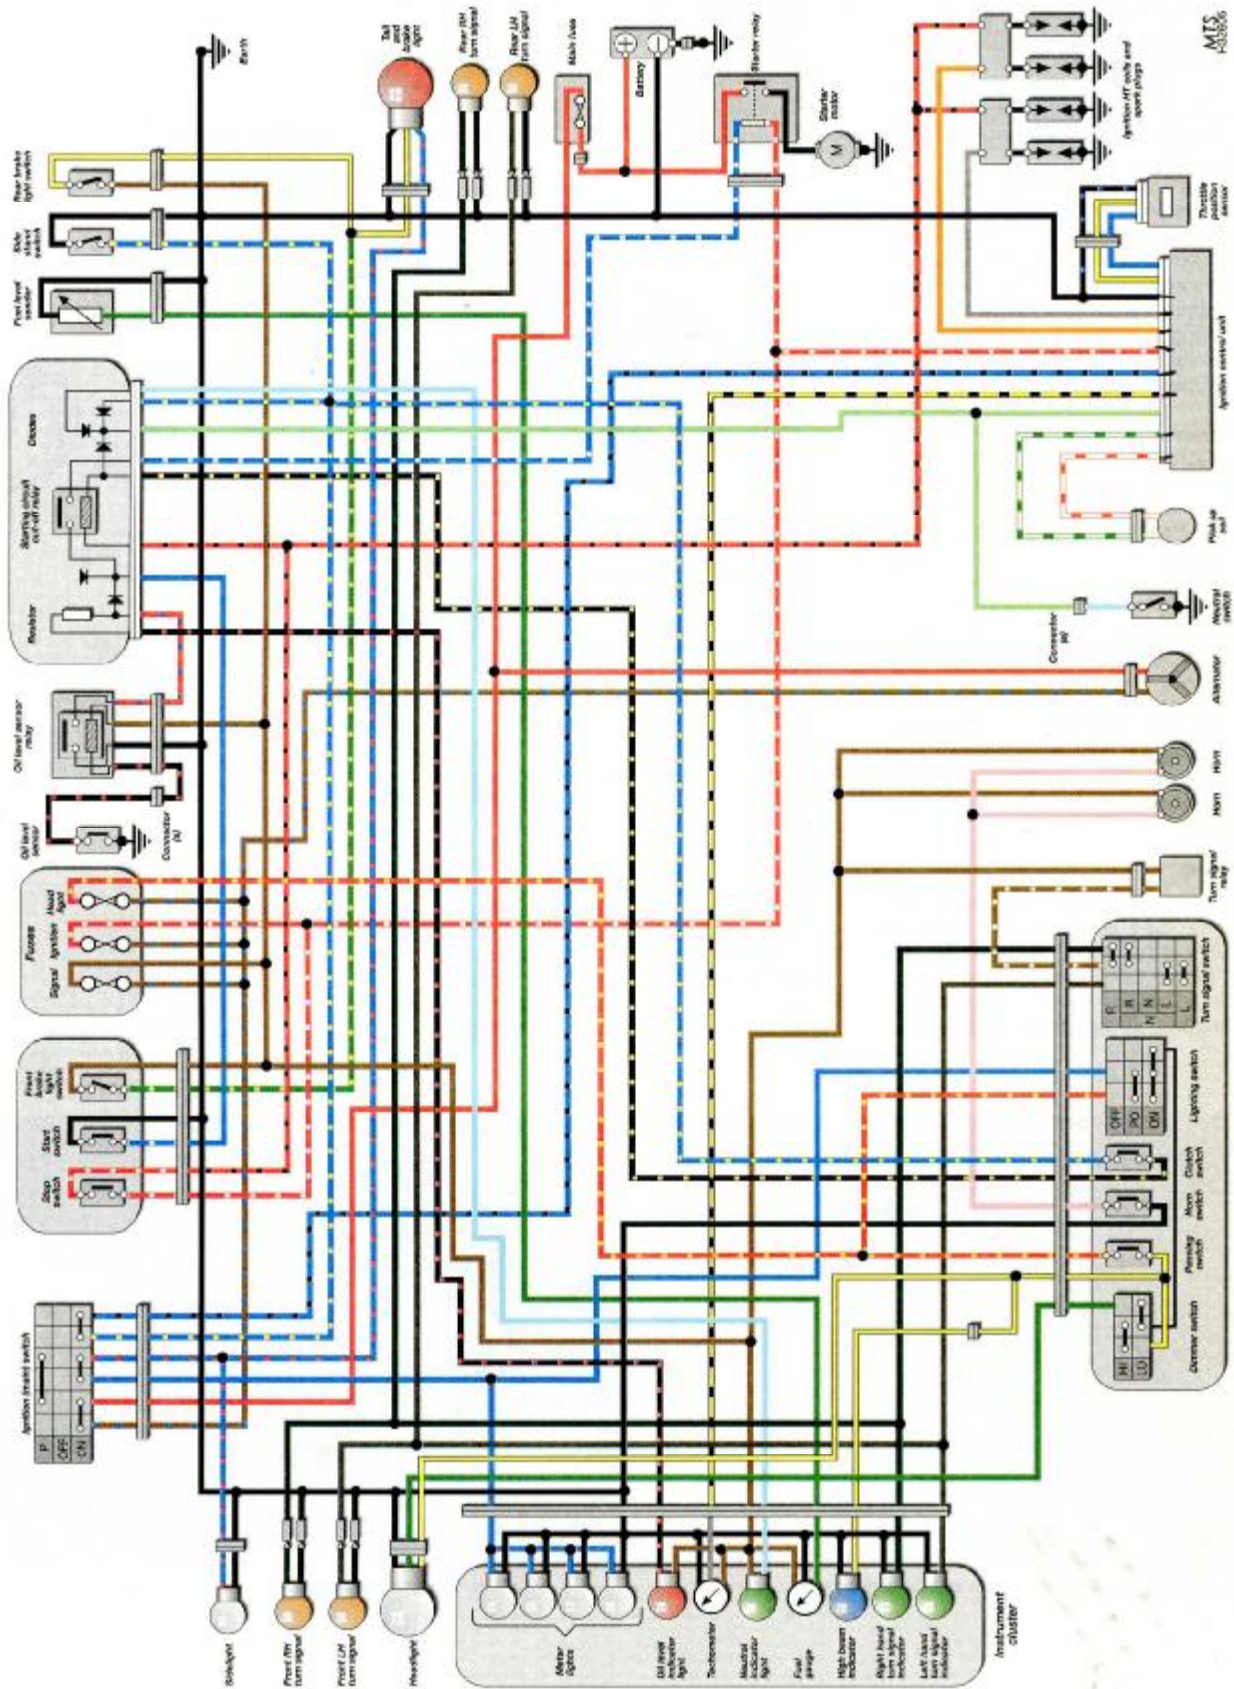 Ignition (main) switch
P
OFF
ON
Stop
switch
Start
switch
Front
brake
light
switch
Fuses
Signal
Ignition
Head
light
Oil level
sensor
Connector
Oil level sensor
relay
Resistor
Starting circuit
cut-off relay
Diodes
Fuel level
sender
Side
stand
switch
Rear brake
light switch
Earth
Tail
and
brake
light
Rear RH
turn signal
Rear LH
turn signal
Main fuse
Battery
Starter relay
Starter
motor
M
Ignition HT coils and
spark plugs
MTS
H32605
Throttle
position
sensor
Ignition control unit
Pick up
coil
Connector
Neutral
switch
Alternator
Horn
Horn
Turn signal
relay
Turn signal switch
R
R
N
N
L
L
Lighting switch
OFF
PO
ON
Clutch
switch
Horn
switch
Passing
switch
Dimmer switch
HI
LO
Sidelight
Front RH
turn signal
Front LH
turn signal
Headlight
Meter
lights
Oil level
indicator
light
Tachometer
Neutral
indicator
light
Fuel
gauge
High beam
indicator
Right hand
turn signal
indicator
Left hand
turn signal
indicator
Instrument
cluster